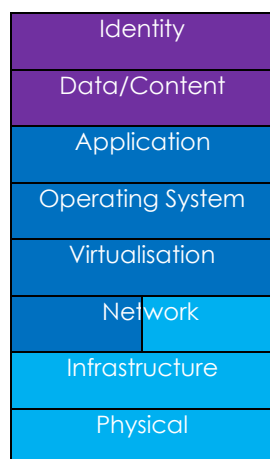 Identity
Data/Content
Application
Operating System
Virtualisation
Network
Infrastructure
Physical